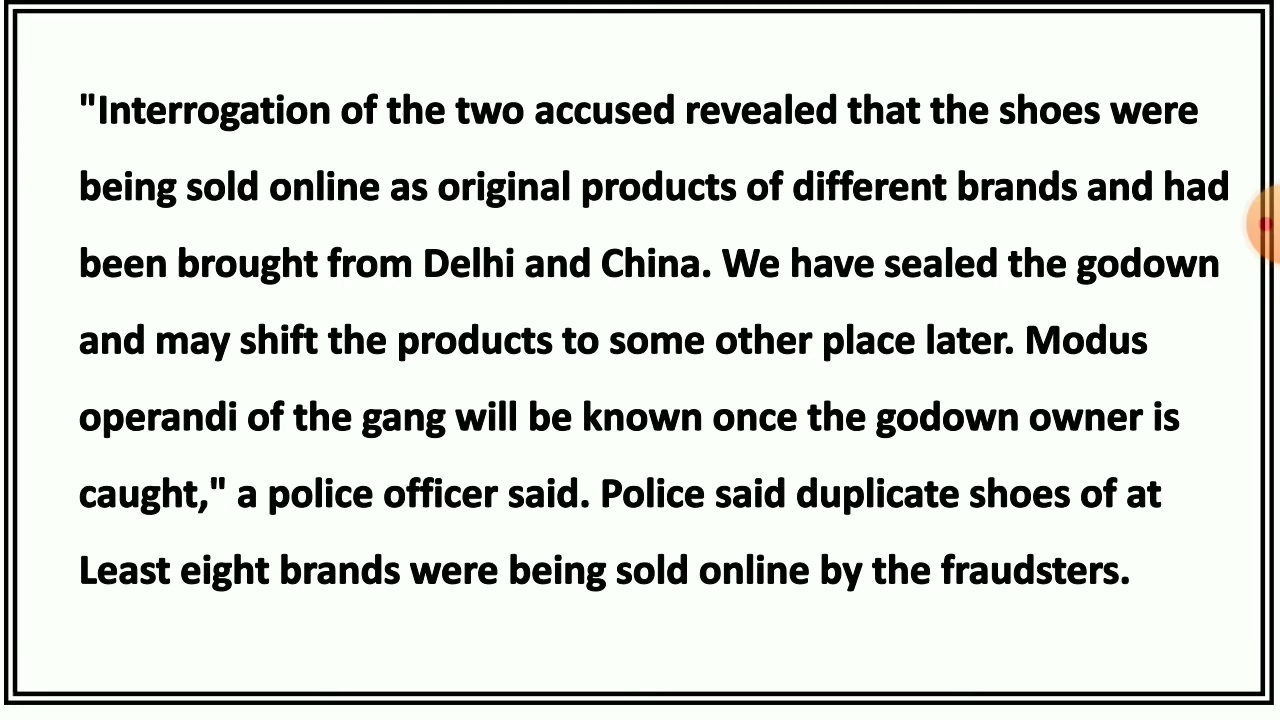 "Interrogation of the two accused revealed that the shoes were
being sold online as original products of different brands and had
been brought from Delhi and China. We have sealed the godown
and may shift the products to some other place later. Modus
operandi of the gang will be known once the godown owner is
caught," a police officer said. Police said duplicate shoes of at
Least eight brands were being sold online by the fraudsters.